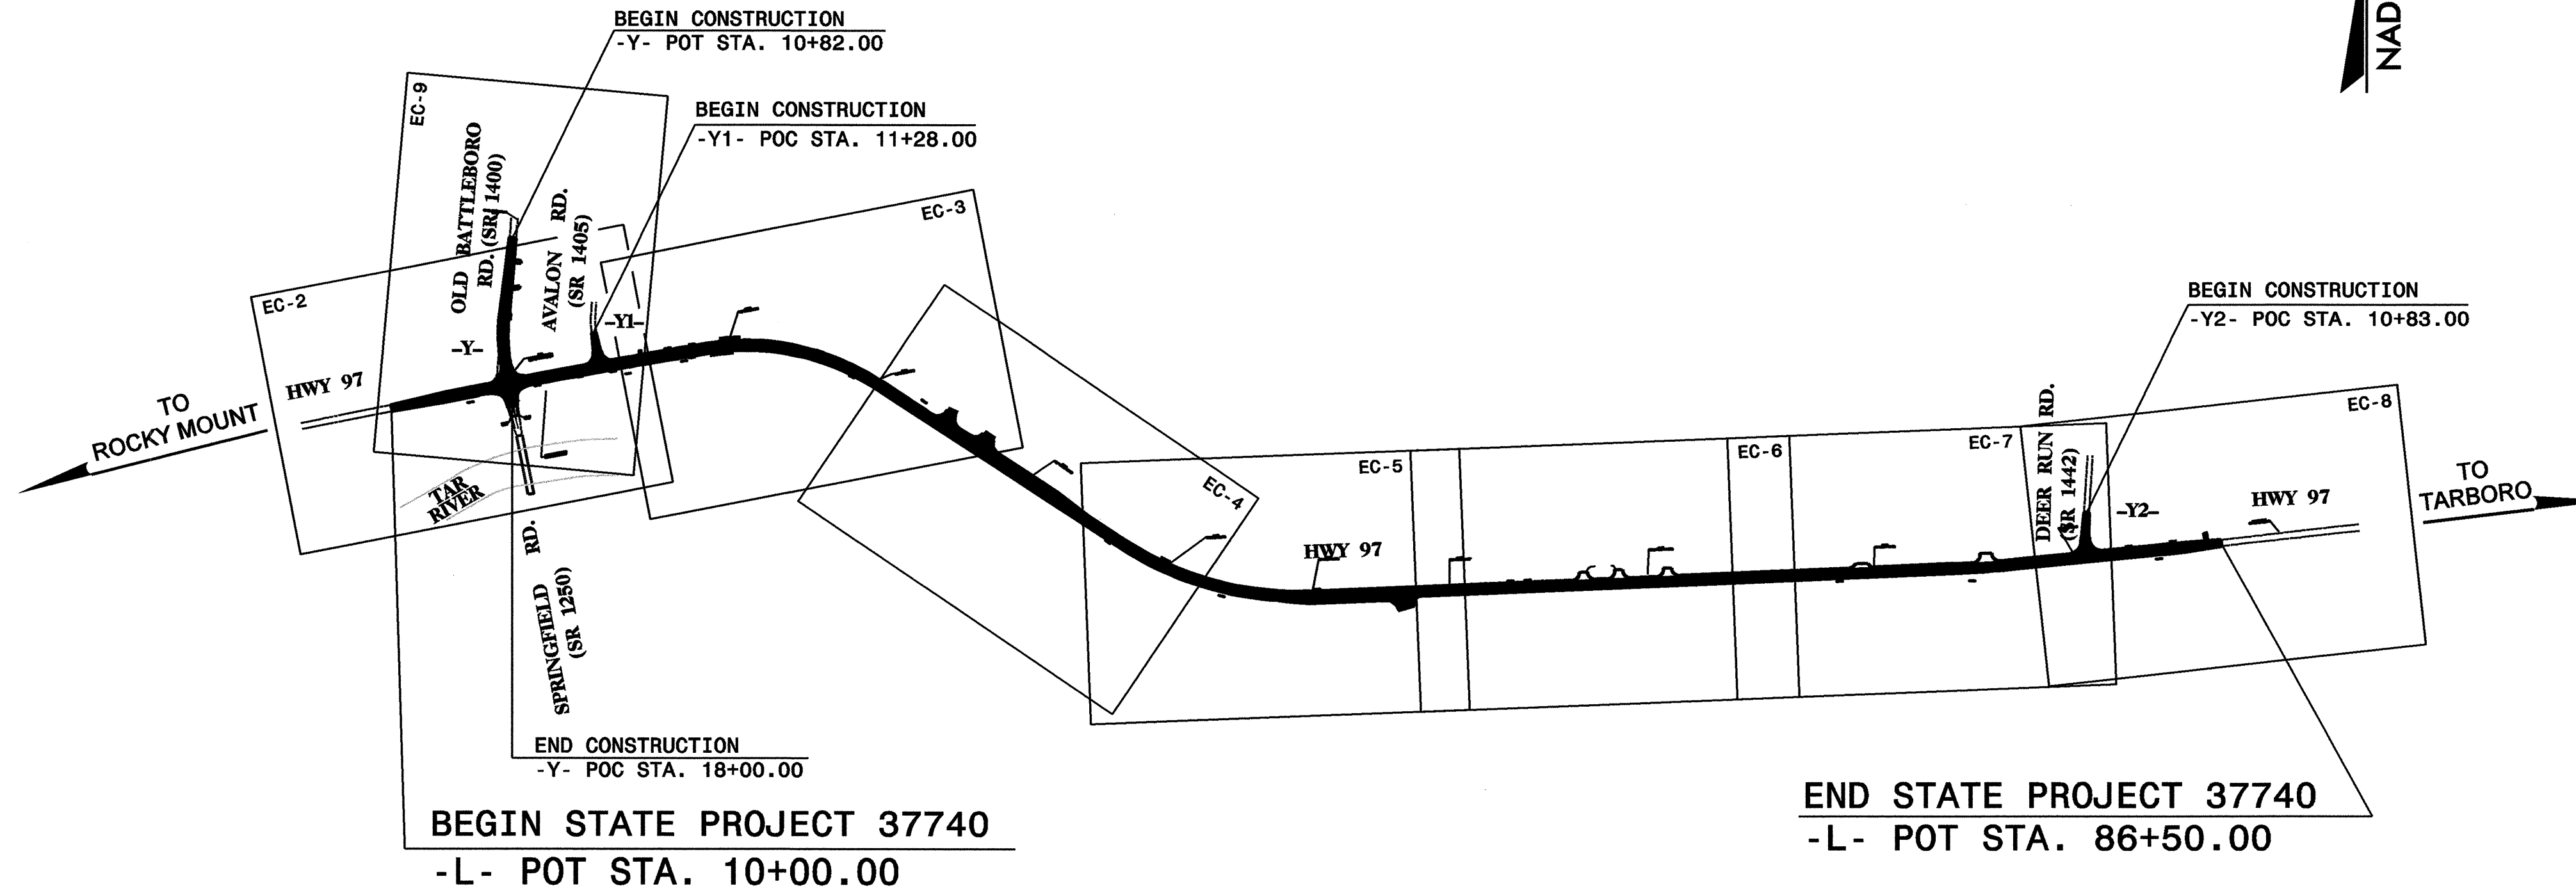 BEGIN CONSTRUCTION
-Y- POT STA. 10+82.00
NAD
BEGIN CONSTRUCTION
-Y1- POC STA. 11+28.00
EC-9
OLD BATTLEBORO
RD. (SR 1400)
AVALON RD.
(SR 1405)
EC-3
EC-2
-Y1-
-Y-
HWY 97
TO
ROCKY MOUNT
TAR
RIVER
SPRINGFIELD RD.
(SR 1250)
EC-4
EC-5
HWY 97
EC-6
EC-7
DEER RUN RD.
(SR 1442)
BEGIN CONSTRUCTION
-Y2- POC STA. 10+83.00
-Y2-
EC-8
HWY 97
TO
TARBORO
END CONSTRUCTION
-Y- POC STA. 18+00.00
BEGIN STATE PROJECT 37740
-L- POT STA. 10+00.00
END STATE PROJECT 37740
-L- POT STA. 86+50.00